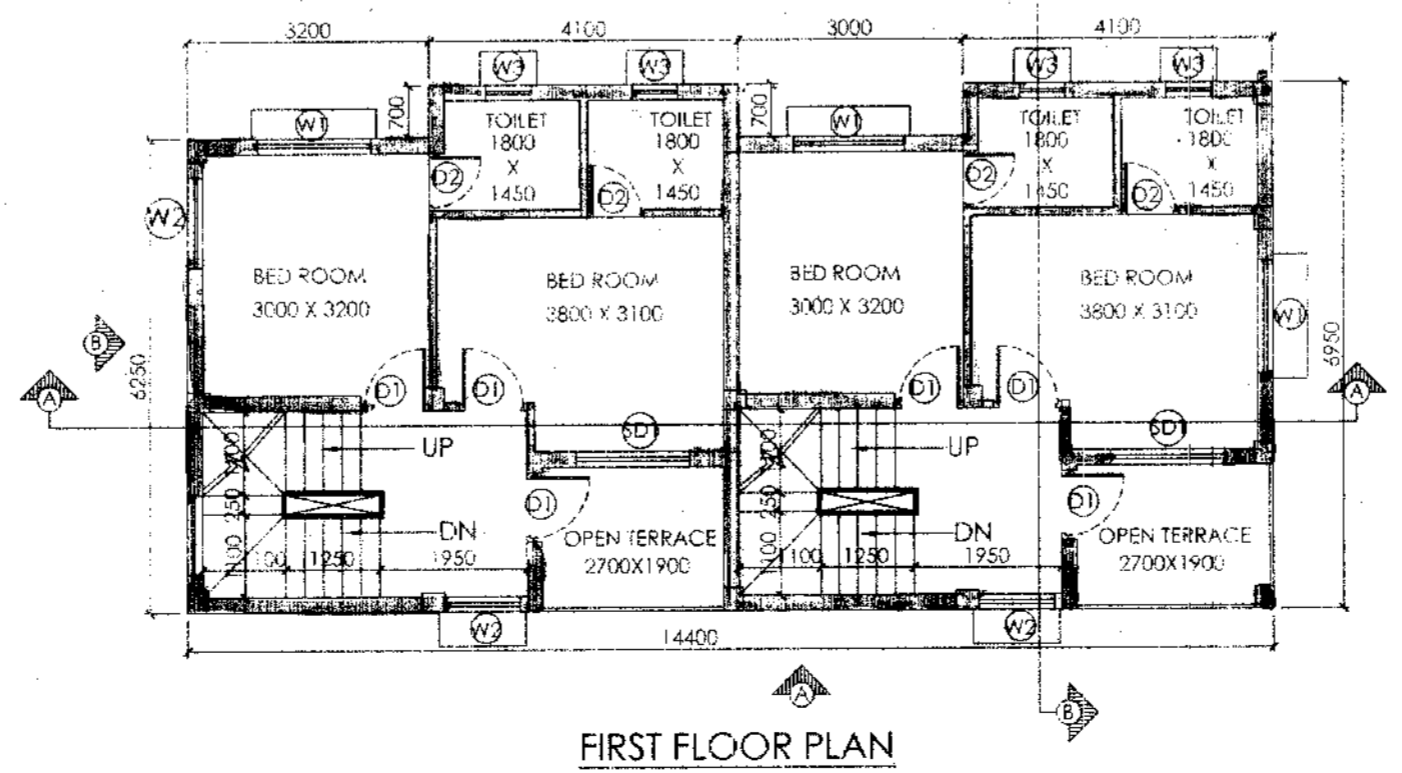 3200
4100
3000
4100
W3
W3
W3
W3
W1
700
TOILET
1800
X
1450
TOILET
1800
X
1450
W1
700
TOILET
1800
X
1450
TOILET
1800
X
1450
D2
D2
D2
D2
W2
BED ROOM
3000 X 3200
BED ROOM
3800 X 3100
BED ROOM
3000 X 3200
BED ROOM
3800 X 3100
W1
B
6250
6950
A
D1
D1
D1
D1
A
UP
SD1
UP
SD1
250
250
D1
D1
DN
DN
OPEN TERRACE
2700X1900
OPEN TERRACE
2700X1900
1100
1250
1950
1100
1100
1250
1950
W2
W2
14400
A
B
FIRST FLOOR PLAN